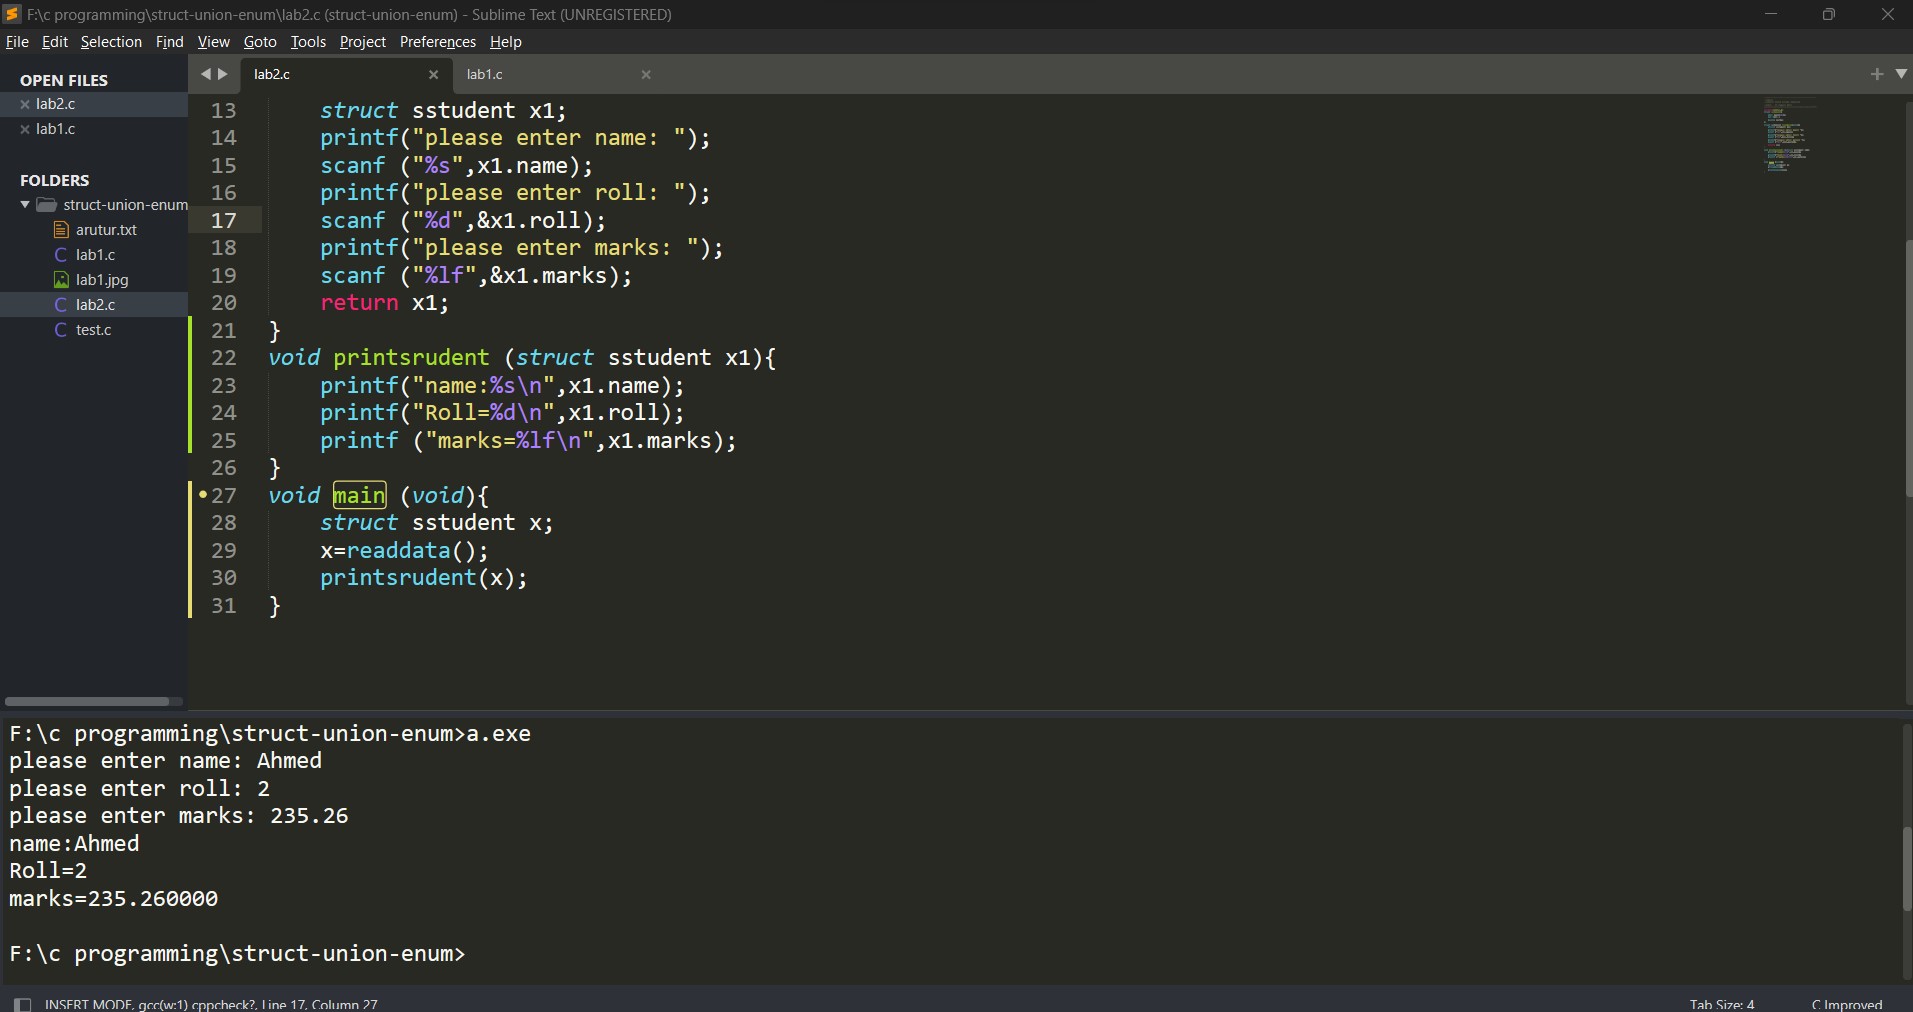 F:\c programming\struct-union-enum\lab2.c (struct-union-enum) - Sublime Text (UNREGISTERED)
File Edit Selection Find View Goto Tools Project Preferences Help
OPEN FILES
lab2.c
lab1.c
FOLDERS
struct-union-enum
arutur.txt
lab1.c
lab1.jpg
lab2.c
test.c
lab2.c lab1.c
13 struct sstudent x1;
14 printf("please enter name: ");
15 scanf ("%s",x1.name);
16 printf("please enter roll: ");
17 scanf ("%d",&x1.roll);
18 printf("please enter marks: ");
19 scanf ("%lf",&x1.marks);
20 return x1;
21 }
22 void printsrudent (struct sstudent x1){
23 printf("name:%s\n",x1.name);
24 printf("Roll=%d\n",x1.roll);
25 printf ("marks=%lf\n",x1.marks);
26 }
27 void main (void){
28 struct sstudent x;
29 x=readdata();
30 printsrudent(x);
31 }
F:\c programming\struct-union-enum>a.exe
please enter name: Ahmed
please enter roll: 2
please enter marks: 235.26
name:Ahmed
Roll=2
marks=235.260000
F:\c programming\struct-union-enum>
INSERT MODE, gcc(w:1) cppcheck?, Line 17, Column 27 Tab Size: 4 C Improved